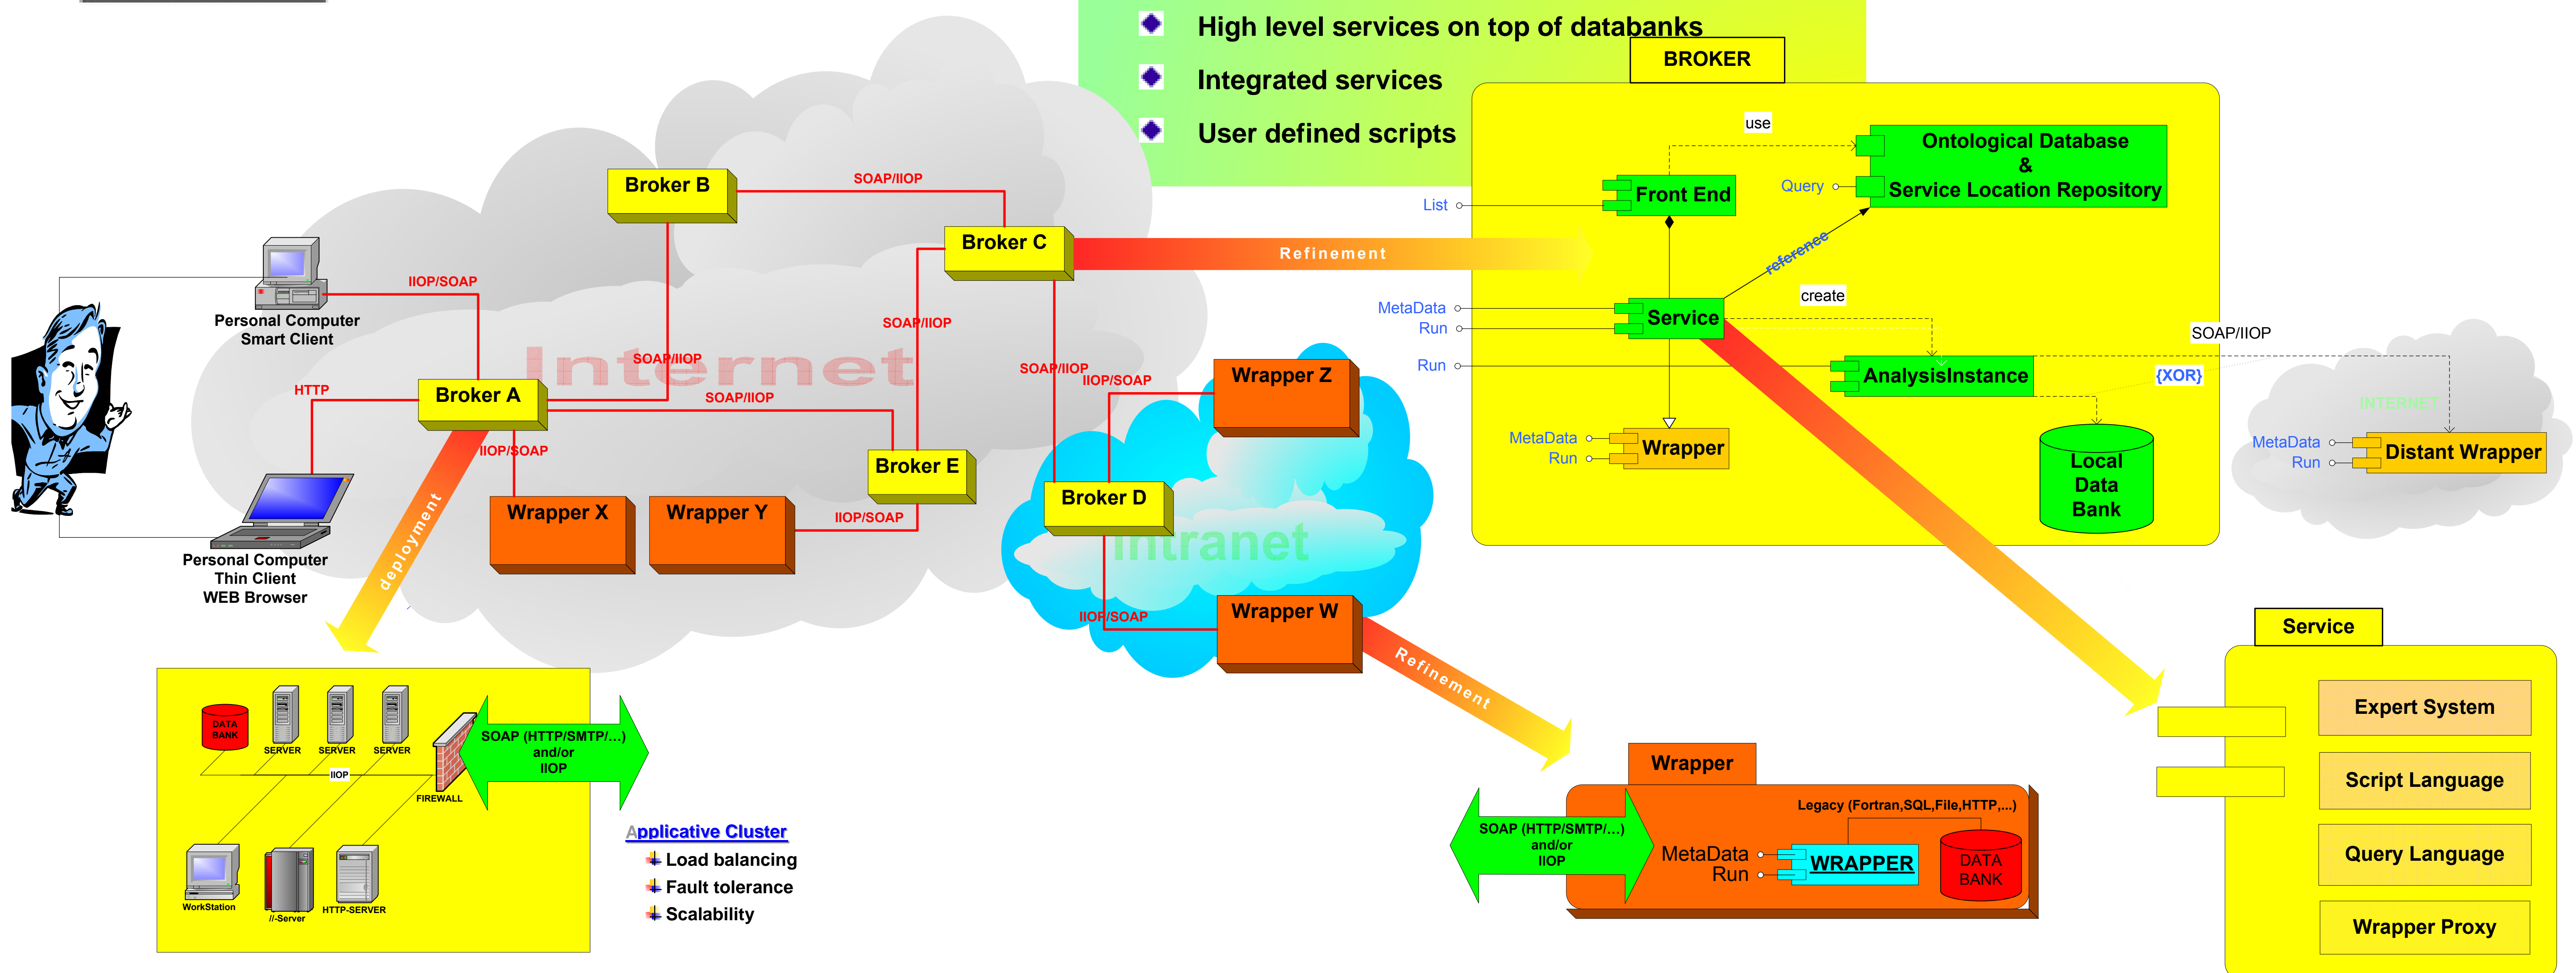 High level services on top of databanks
Integrated services
User defined scripts
BROKER
use
Ontological Database
&
Service Location Repository
Query
Front End
List
reference
create
MetaData
Run
Service
Run
AnalysisInstance
SOAP/IIOP
{XOR}
INTERNET
MetaData
Run
Wrapper
Local
Data
Bank
MetaData
Run
Distant Wrapper
Broker B
SOAP/IIOP
Broker C
Refinement
IIOP/SOAP
Personal Computer
Smart Client
SOAP/IIOP
Internet
SOAP/IIOP
SOAP/IIOP
IIOP/SOAP
Wrapper Z
HTTP
Broker A
SOAP/IIOP
IIOP/SOAP
Broker E
Broker D
Wrapper X
Wrapper Y
IIOP/SOAP
Intranet
deployment
Personal Computer
Thin Client
WEB Browser
IIOP/SOAP
Wrapper W
Refinement
DATA
BANK
SERVER
SERVER
SERVER
IIOP
FIREWALL
SOAP (HTTP/SMTP/...)
and/or
IIOP
WorkStation
//-Server
HTTP-SERVER
Applicative Cluster
Load balancing
Fault tolerance
Scalability
Wrapper
SOAP (HTTP/SMTP/...)
and/or
IIOP
Legacy (Fortran,SQL,File,HTTP,...)
MetaData
Run
WRAPPER
DATA
BANK
Service
Expert System
Script Language
Query Language
Wrapper Proxy